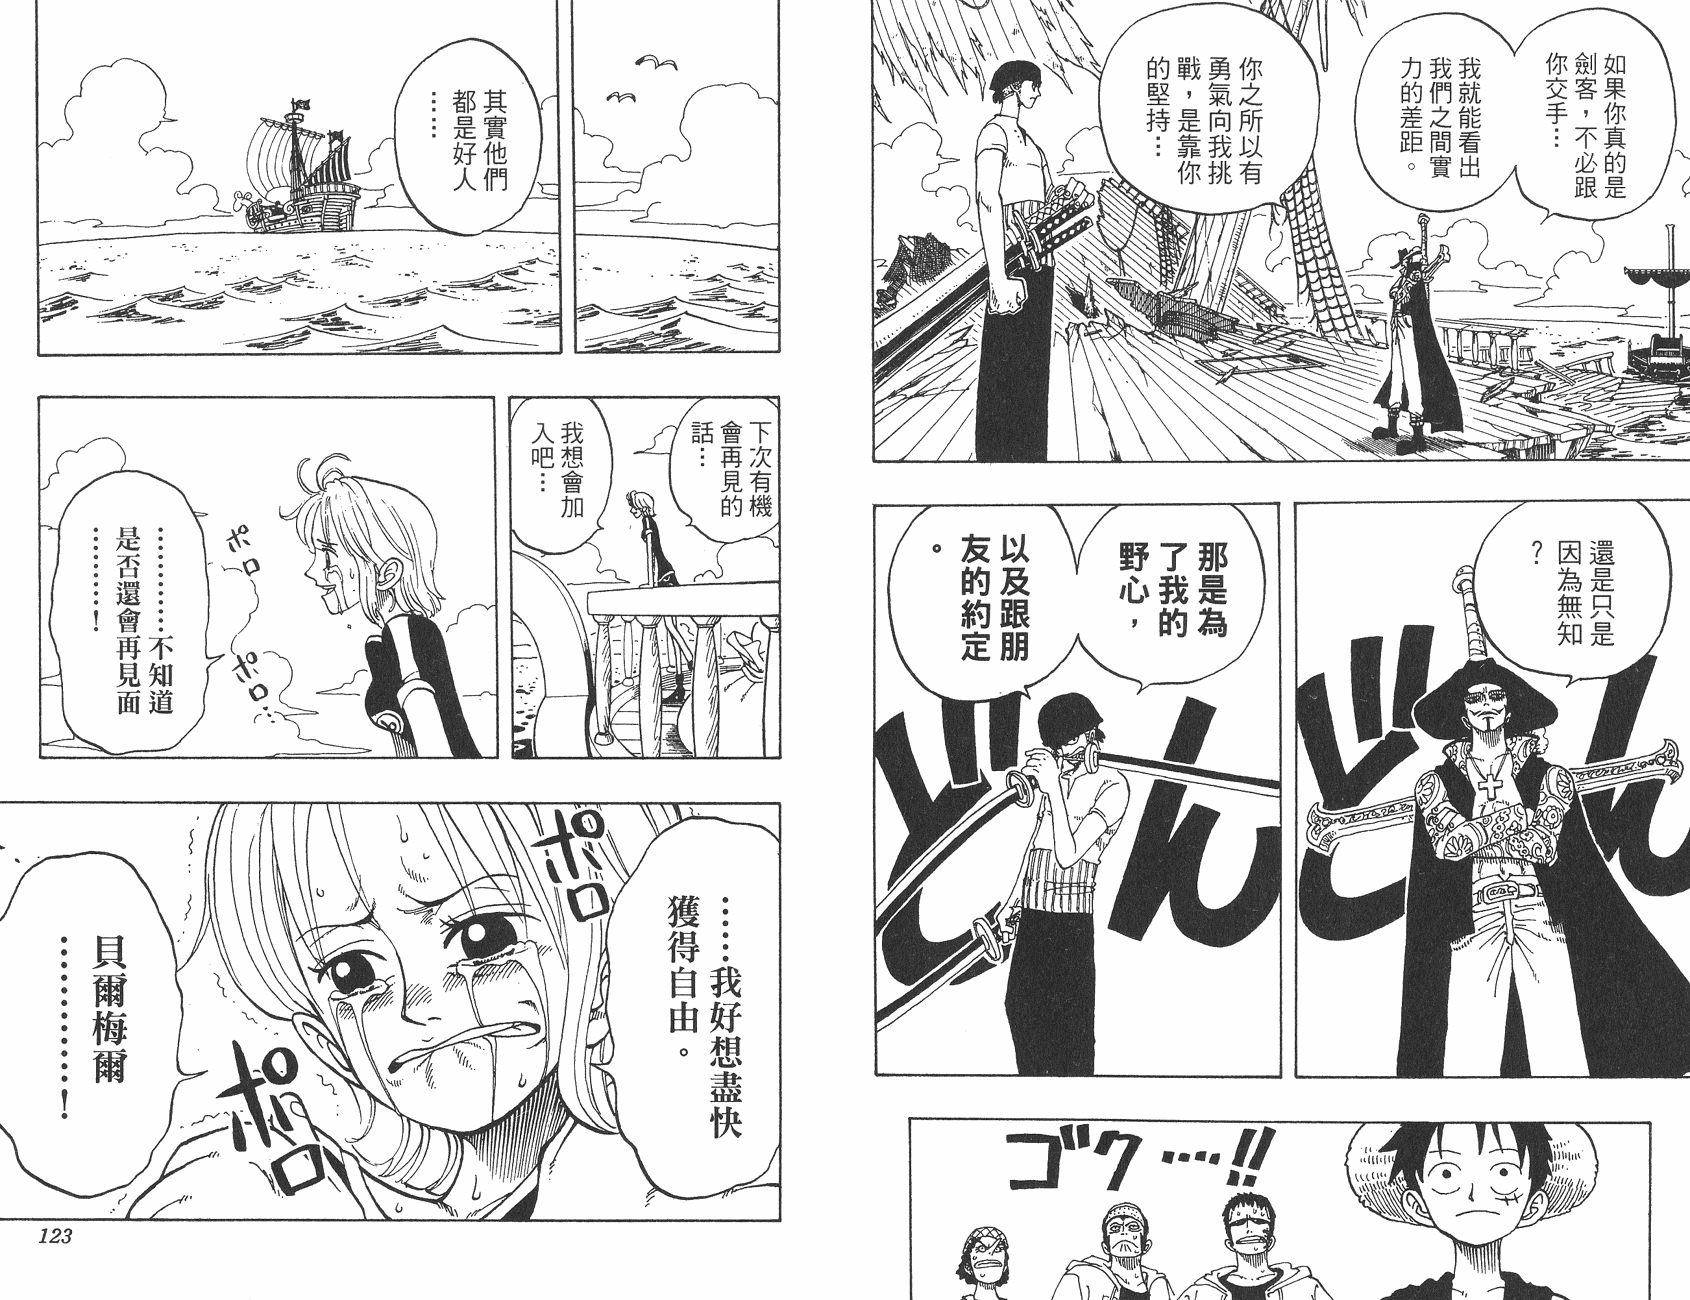 如果你真的是
劍客，不必跟
你交手…
我就能看出
我們之間實
力的差距。
你之所以有
勇氣向我挑
戰，是靠你
的堅持…
還是只是
因為無知
？
那是為
了我的
野心，
以及跟朋
友的約定
。
どん
どん
ゴク…!!
其實他們
都是好人
……
下次有機
會再見的
話…
我想會加
入吧…
…………不知道
是否還會再見面
…………！
ポロ
ポロ…
……我好想盡快
獲得自由。
貝爾梅爾
…………！
ポロ
ポロ
123